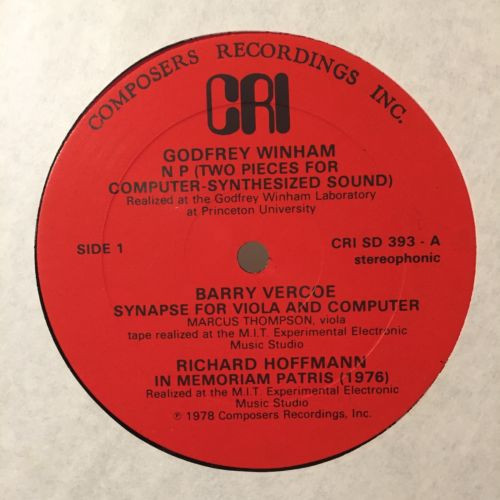 COMPOSERS RECORDINGS INC.
CRI
GODFREY WINHAM
N P (TWO PIECES FOR
COMPUTER-SYNTHESIZED SOUND)
Realized at the Godfrey Winham Laboratory
at Princeton University
SIDE 1
CRI SD 393 - A
stereophonic
BARRY VERCOE
SYNAPSE FOR VIOLA AND COMPUTER
MARCUS THOMPSON, viola
tape realized at the M.I.T. Experimental Electronic
Music Studio
RICHARD HOFFMANN
IN MEMORIAM PATRIS (1976)
Realized at the M.I.T. Experimental Electronic
Music Studio
℗ 1978 Composers Recordings, Inc.